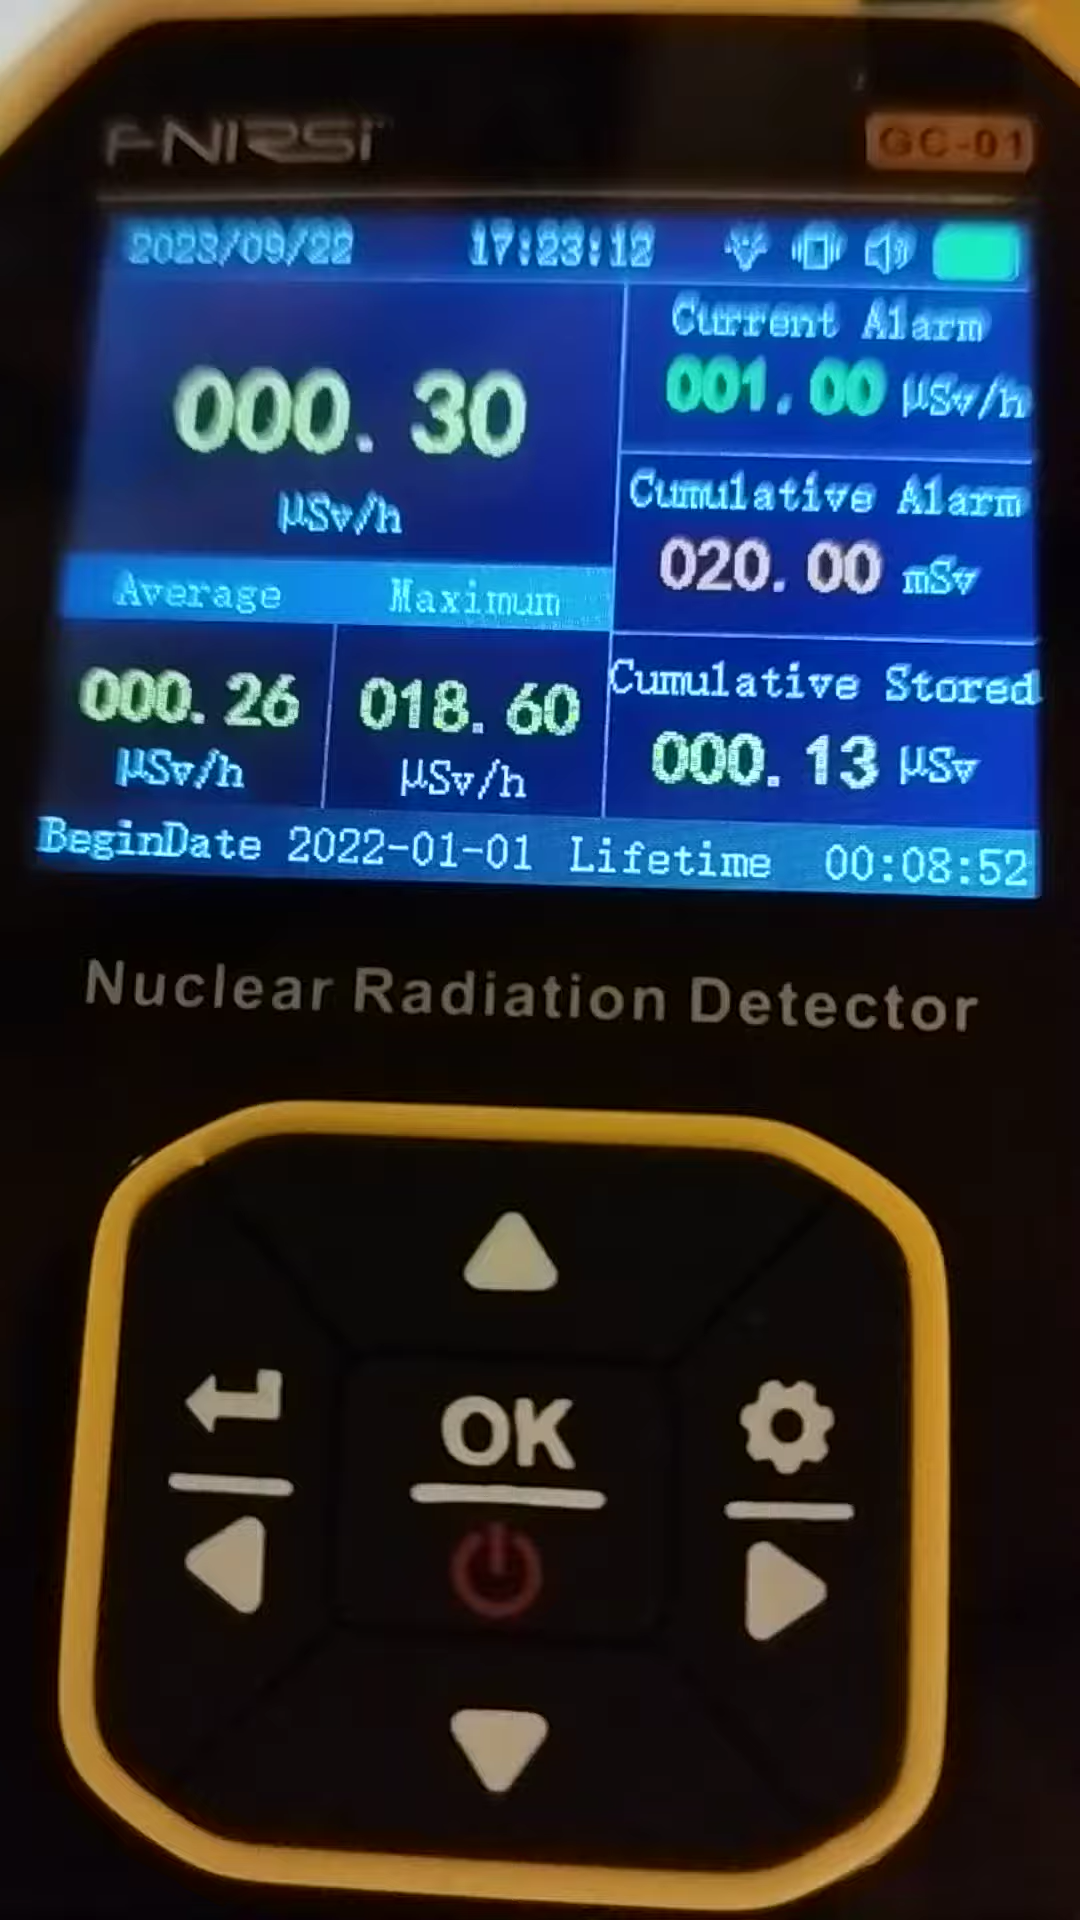 FNIRSI
GC-01
2023/09/22 17:23:12
000.30
µSv/h
Current Alarm
001.00 µSv/h
Cumulative Alarm
020.00 mSv
Average Maximum
000.26
µSv/h
018.60
µSv/h
Cumulative Stored
000.13 µSv
BeginDate 2022-01-01 Lifetime 00:08:52
Nuclear Radiation Detector
OK